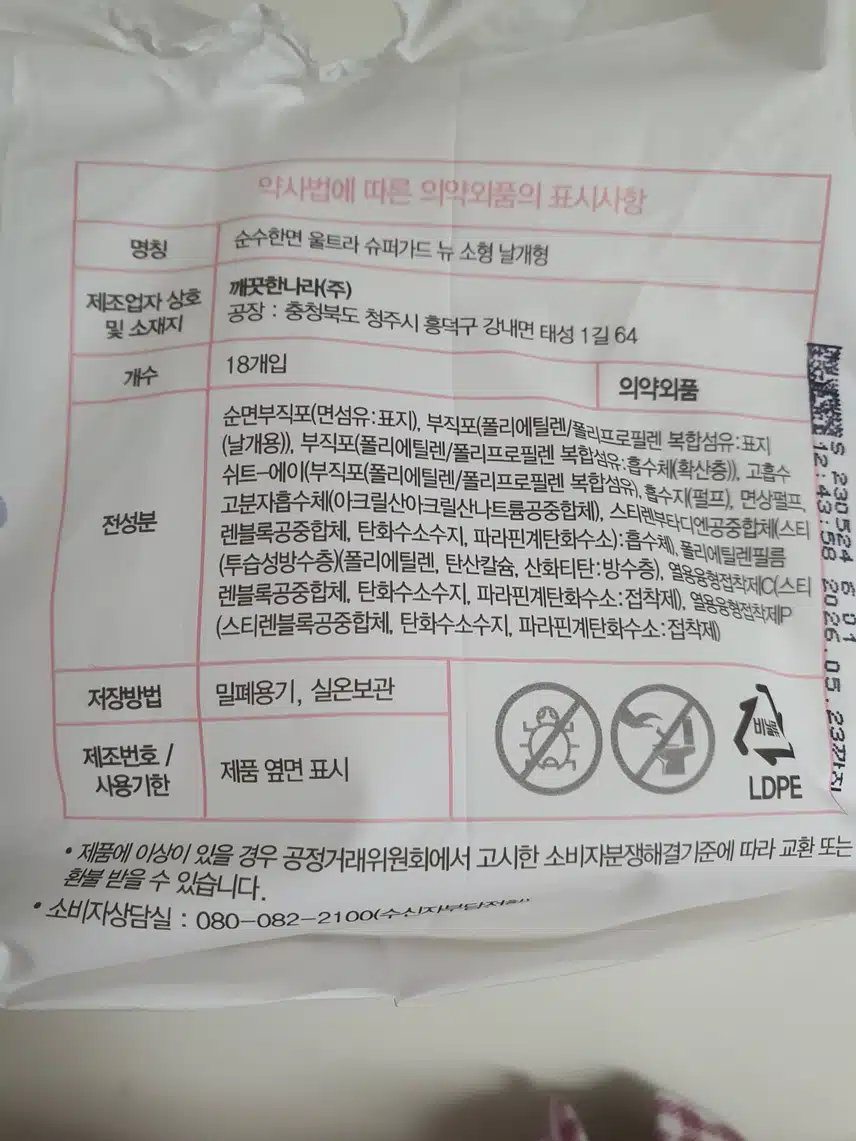 약사법에 따른 의약외품의 표시사항
명칭
순수한면 울트라 슈퍼가드 뉴 소형 날개형
제조업자 상호
및 소재지
깨끗한나라(주)
공장 : 충청북도 청주시 흥덕구 강내면 태성 1길 64
개수
18개입
의약외품
전성분
순면부직포(면섬유:표지), 부직포(폴리에틸렌/폴리프로필렌 복합섬유:표지
(날개용)), 부직포(폴리에틸렌/폴리프로필렌 복합섬유:흡수체(확산층)), 고흡수
쉬트-에이(부직포(폴리에틸렌/폴리프로필렌 복합섬유), 흡수지(펄프), 면상펄프,
고분자흡수체(아크릴산아크릴산나트륨공중합체), 스티렌부타디엔공중합체(스티
렌블록공중합체, 탄화수소수지, 파라핀계탄화수소):흡수체), 폴리에틸렌필름
(투습성방수층)(폴리에틸렌, 탄산칼슘, 산화티탄:방수층), 열용융형접착제C(스티
렌블록공중합체, 탄화수소수지, 파라핀계탄화수소:접착제), 열용융형접착제P
(스티렌블록공중합체, 탄화수소수지, 파라핀계탄화수소:접착제)
저장방법
밀폐용기, 실온보관
제조번호 /
사용기한
제품 옆면 표시
비닐류
LDPE
S 230524 6 01
12:43:58 2026.05.23까지
• 제품에 이상이 있을 경우 공정거래위원회에서 고시한 소비자분쟁해결기준에 따라 교환 또는
환불 받을 수 있습니다.
• 소비자상담실 : 080-082-2100(수신자부담전화)